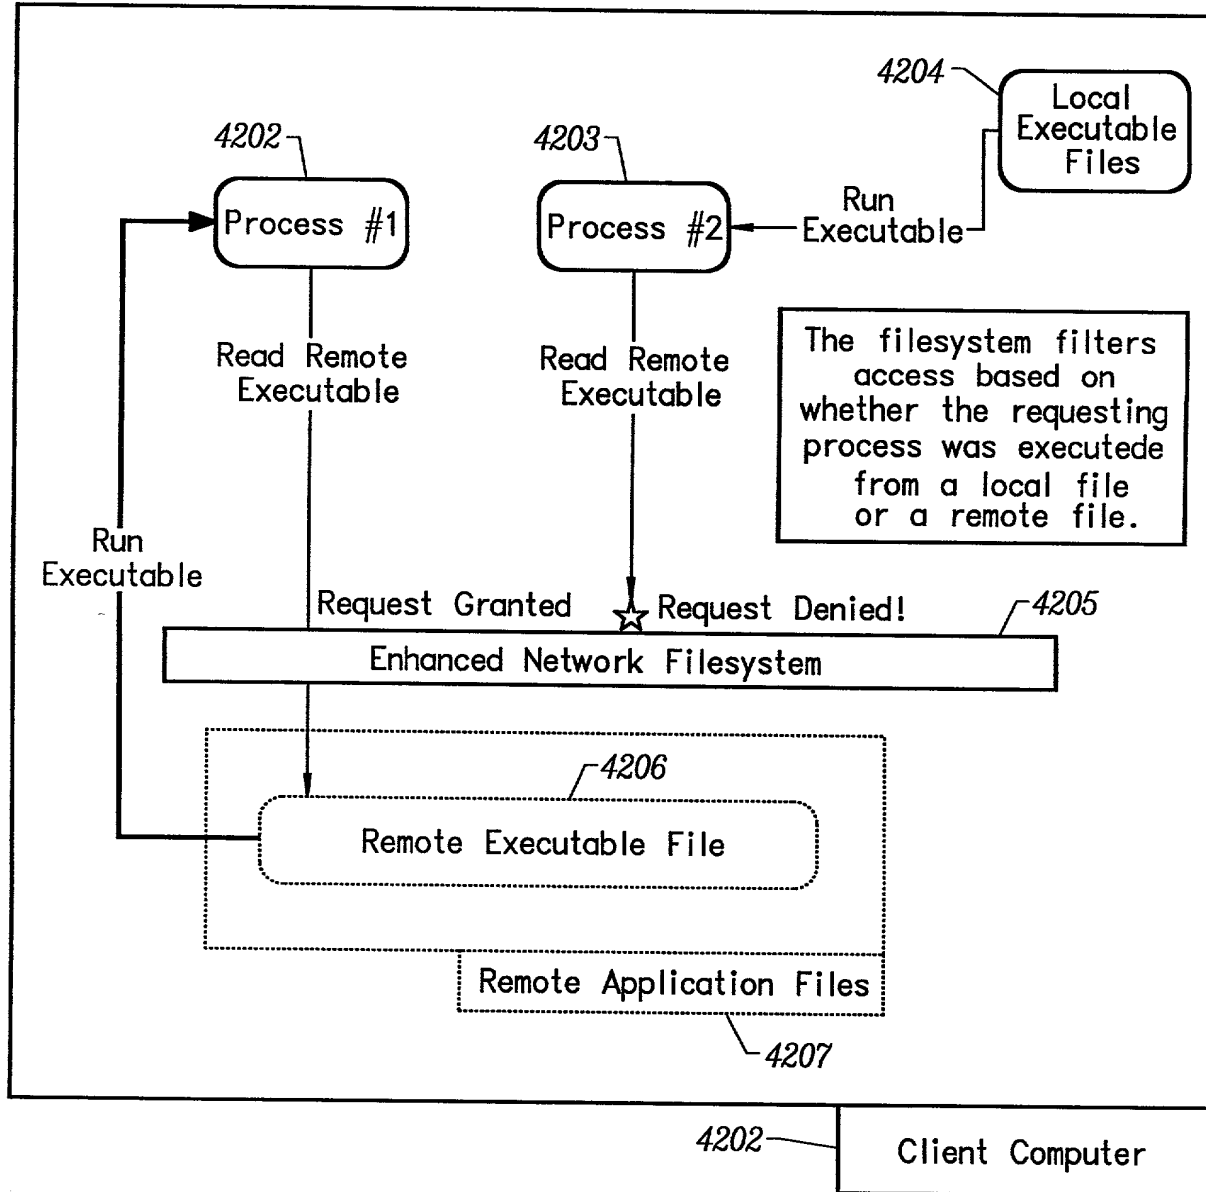 4204
Local
Executable
Files
4202
4203
Process #1
Process #2
Run
Executable
Read Remote
Executable
Read Remote
Executable
The filesystem filters
access based on
whether the requesting
process was executede
from a local file
or a remote file.
Run
Executable
Request Granted
Request Denied!
4205
Enhanced Network Filesystem
4206
Remote Executable File
Remote Application Files
4207
4202
Client Computer